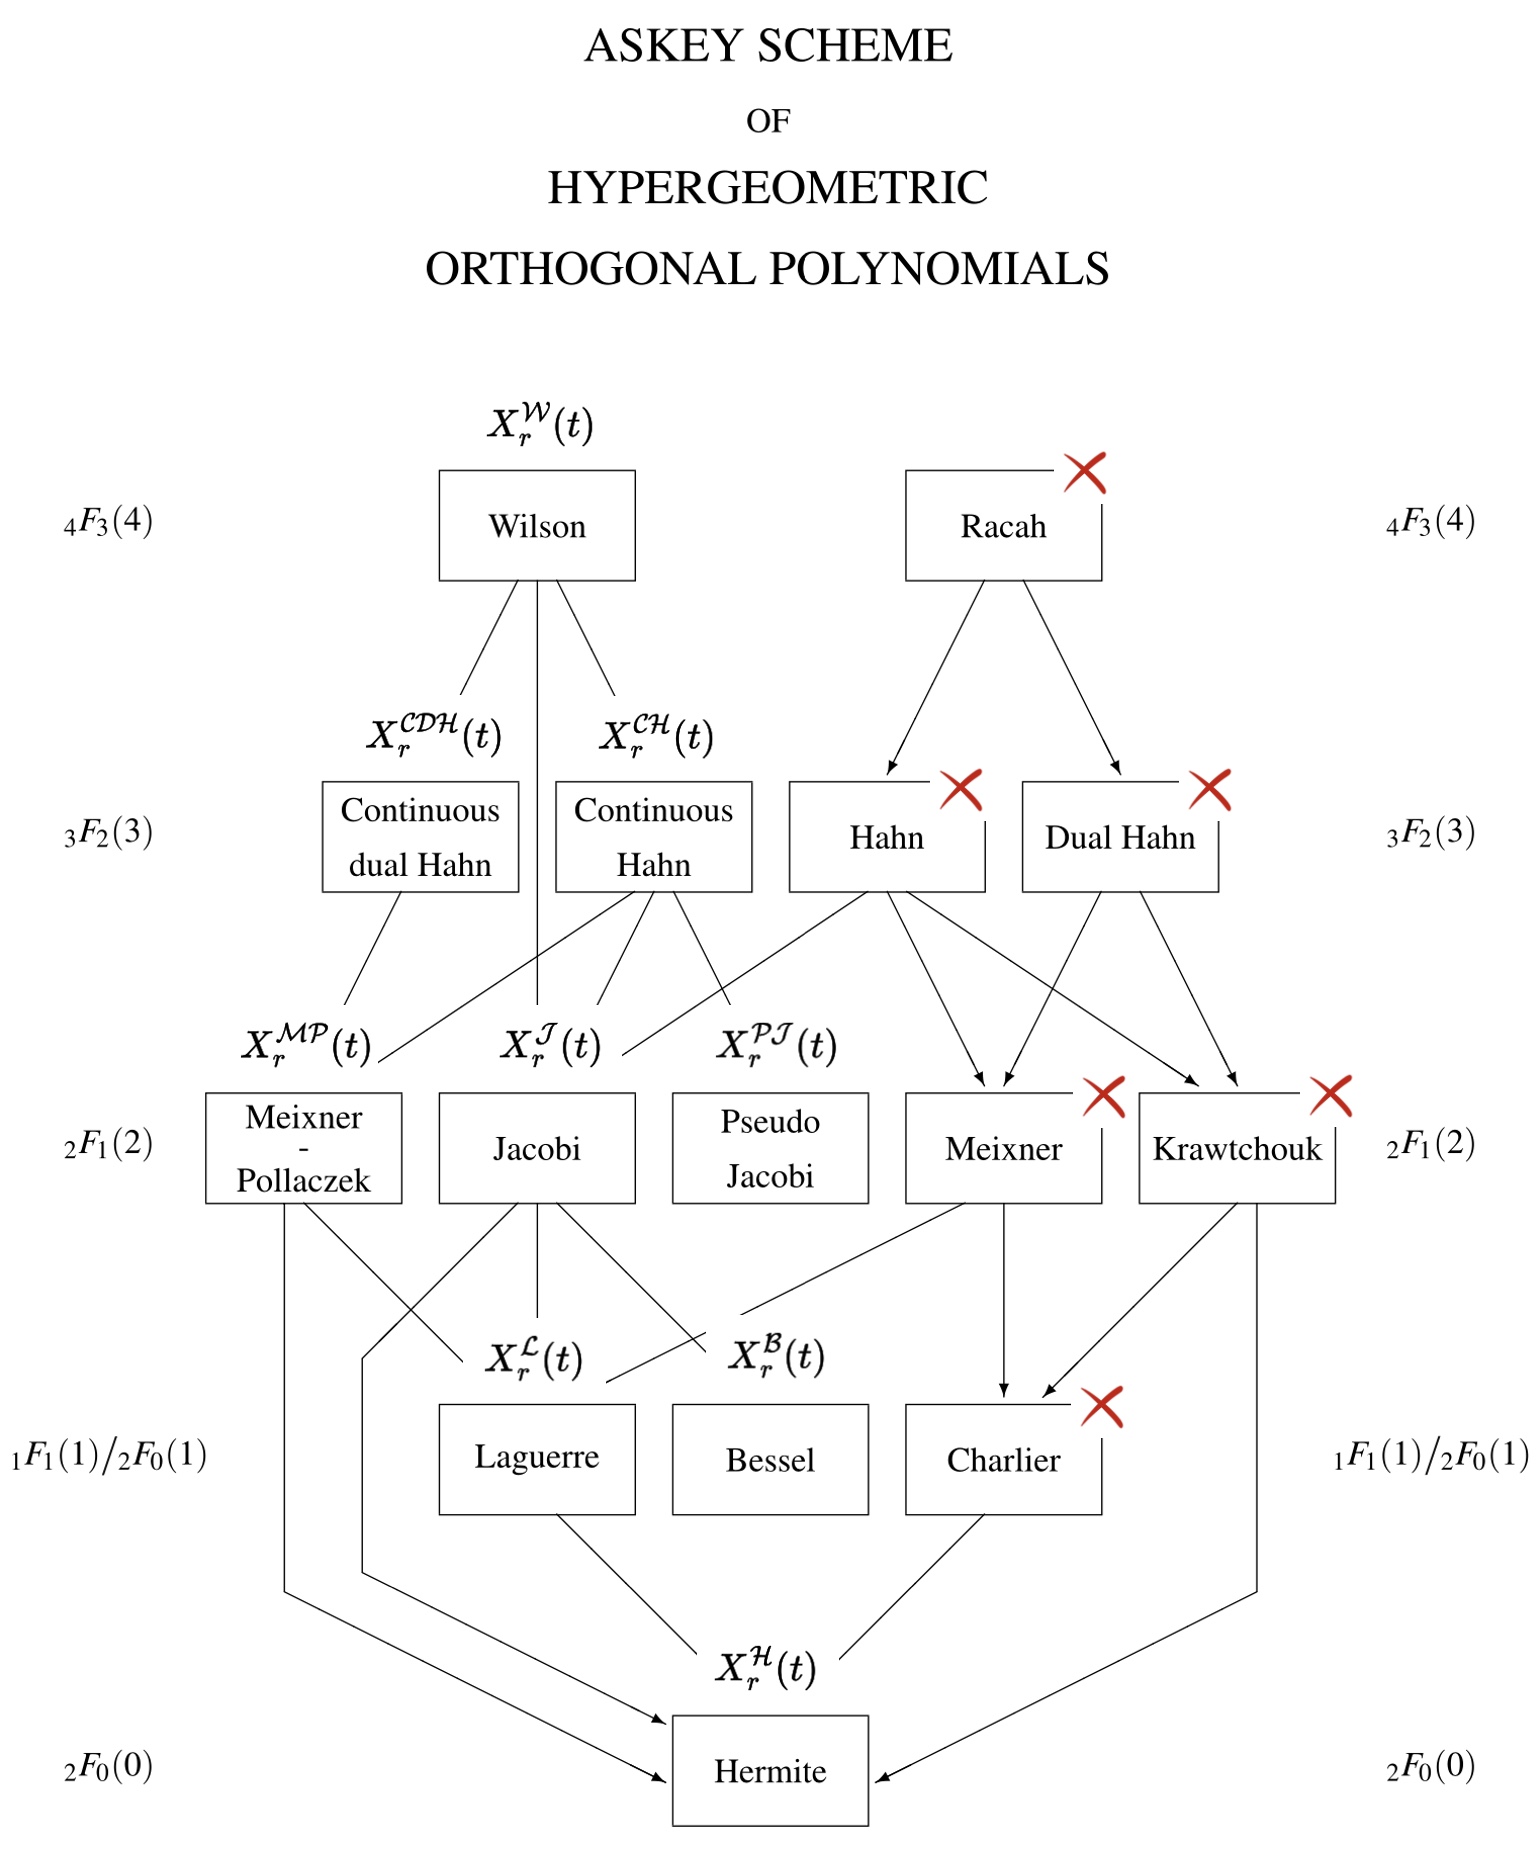 ASKEY SCHEME
OF
HYPERGEOMETRIC
ORTHOGONAL POLYNOMIALS
$X_r^{\mathcal{W}}(t)$
$_4F_3(4)$ Wilson Racah $_4F_3(4)$
$X_r^{\mathcal{CDH}}(t)$ $X_r^{\mathcal{CH}}(t)$
Continuous Continuous
$_3F_2(3)$ Hahn Dual Hahn $_3F_2(3)$
dual Hahn Hahn
$X_r^{\mathcal{MP}}(t)$ $X_r^{\mathcal{J}}(t)$ $X_r^{\mathcal{PJ}}(t)$
Meixner Pseudo
$_2F_1(2)$ - Jacobi Meixner Krawtchouk $_2F_1(2)$
Pollaczek Jacobi
$X_r^{\mathcal{L}}(t)$ $X_r^{\mathcal{B}}(t)$
$_1F_1(1)/_2F_0(1)$ Laguerre Bessel Charlier $_1F_1(1)/_2F_0(1)$
$X_r^{\mathcal{H}}(t)$
$_2F_0(0)$ Hermite $_2F_0(0)$